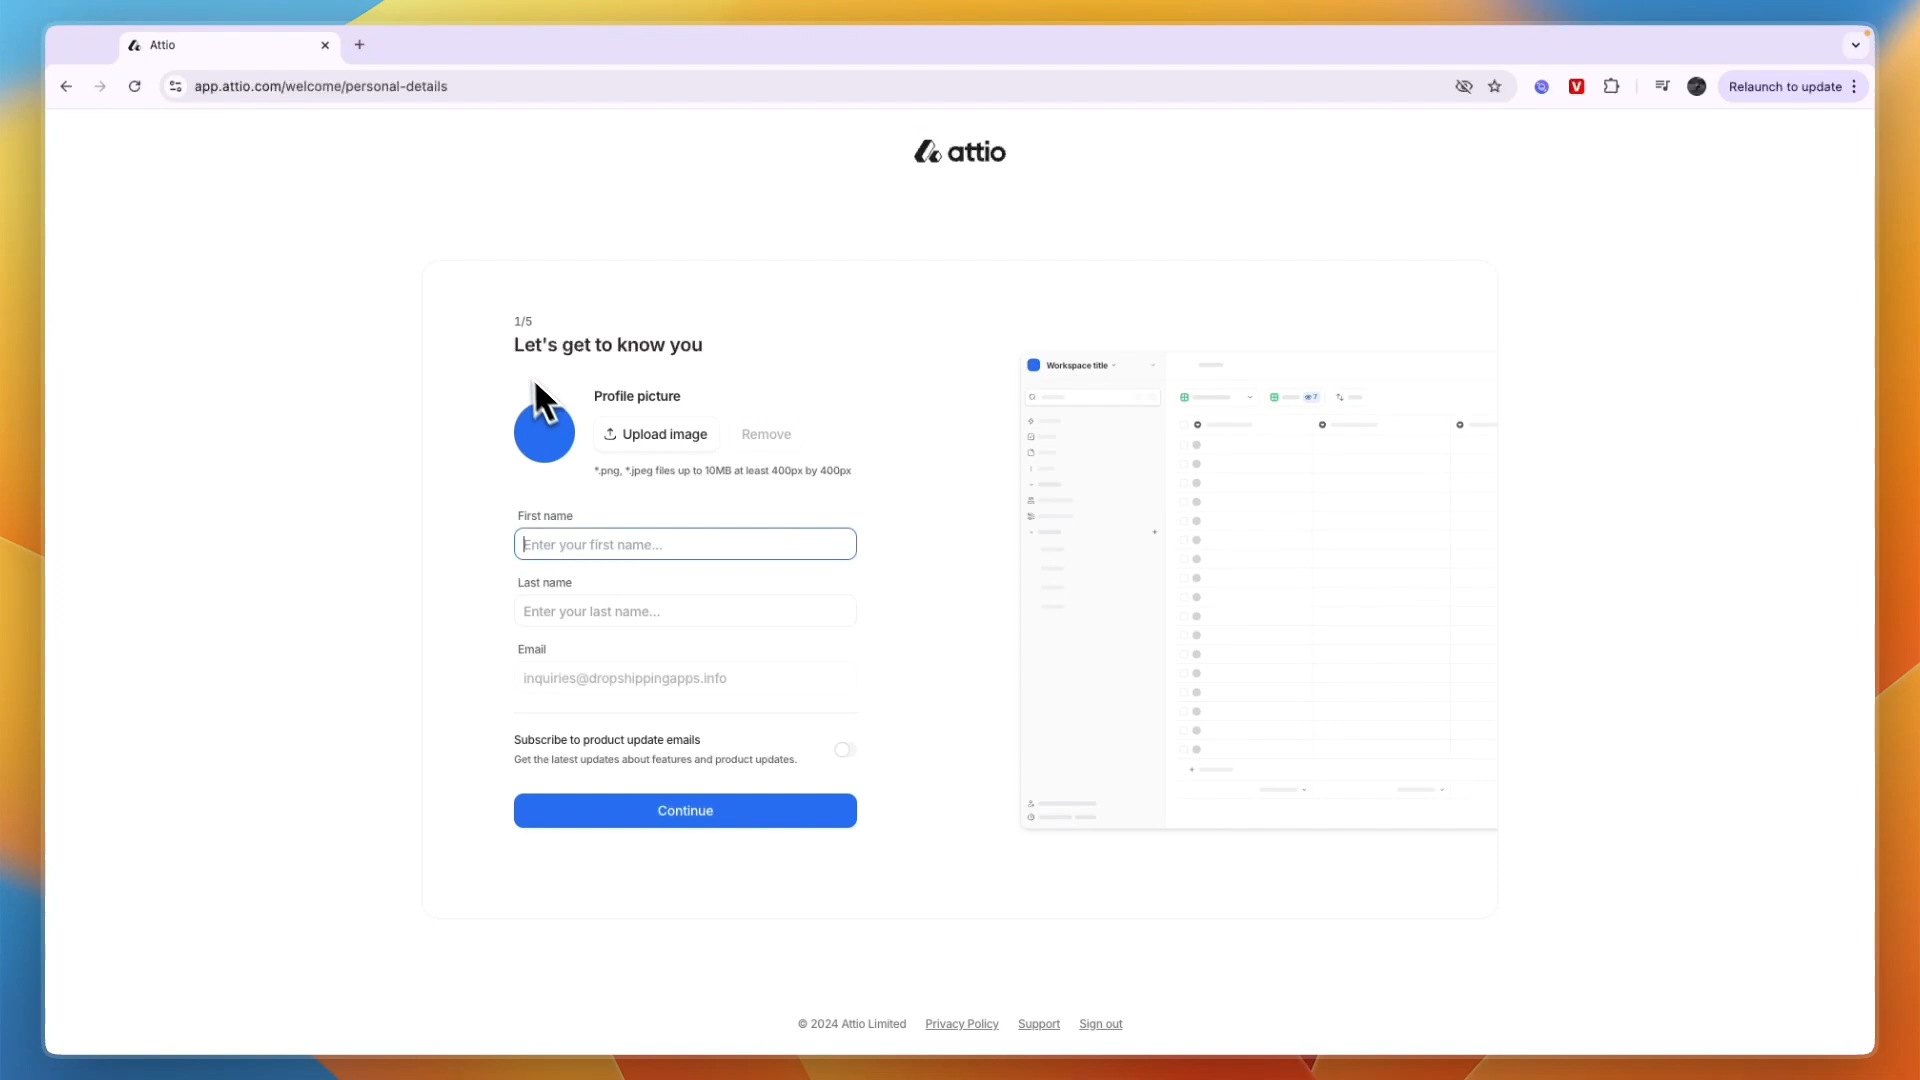 Attio
app.attio.com/welcome/personal-details
Relaunch to update
attio
1/5
Let's get to know you
Profile picture
Upload image
Remove
*.png, *.jpeg files up to 10MB at least 400px by 400px
First name
Enter your first name...
Last name
Enter your last name...
Email
inquiries@dropshippingapps.info
Subscribe to product update emails
Get the latest updates about features and product updates.
Continue
Workspace title
7
© 2024 Attio Limited Privacy Policy Support Sign out